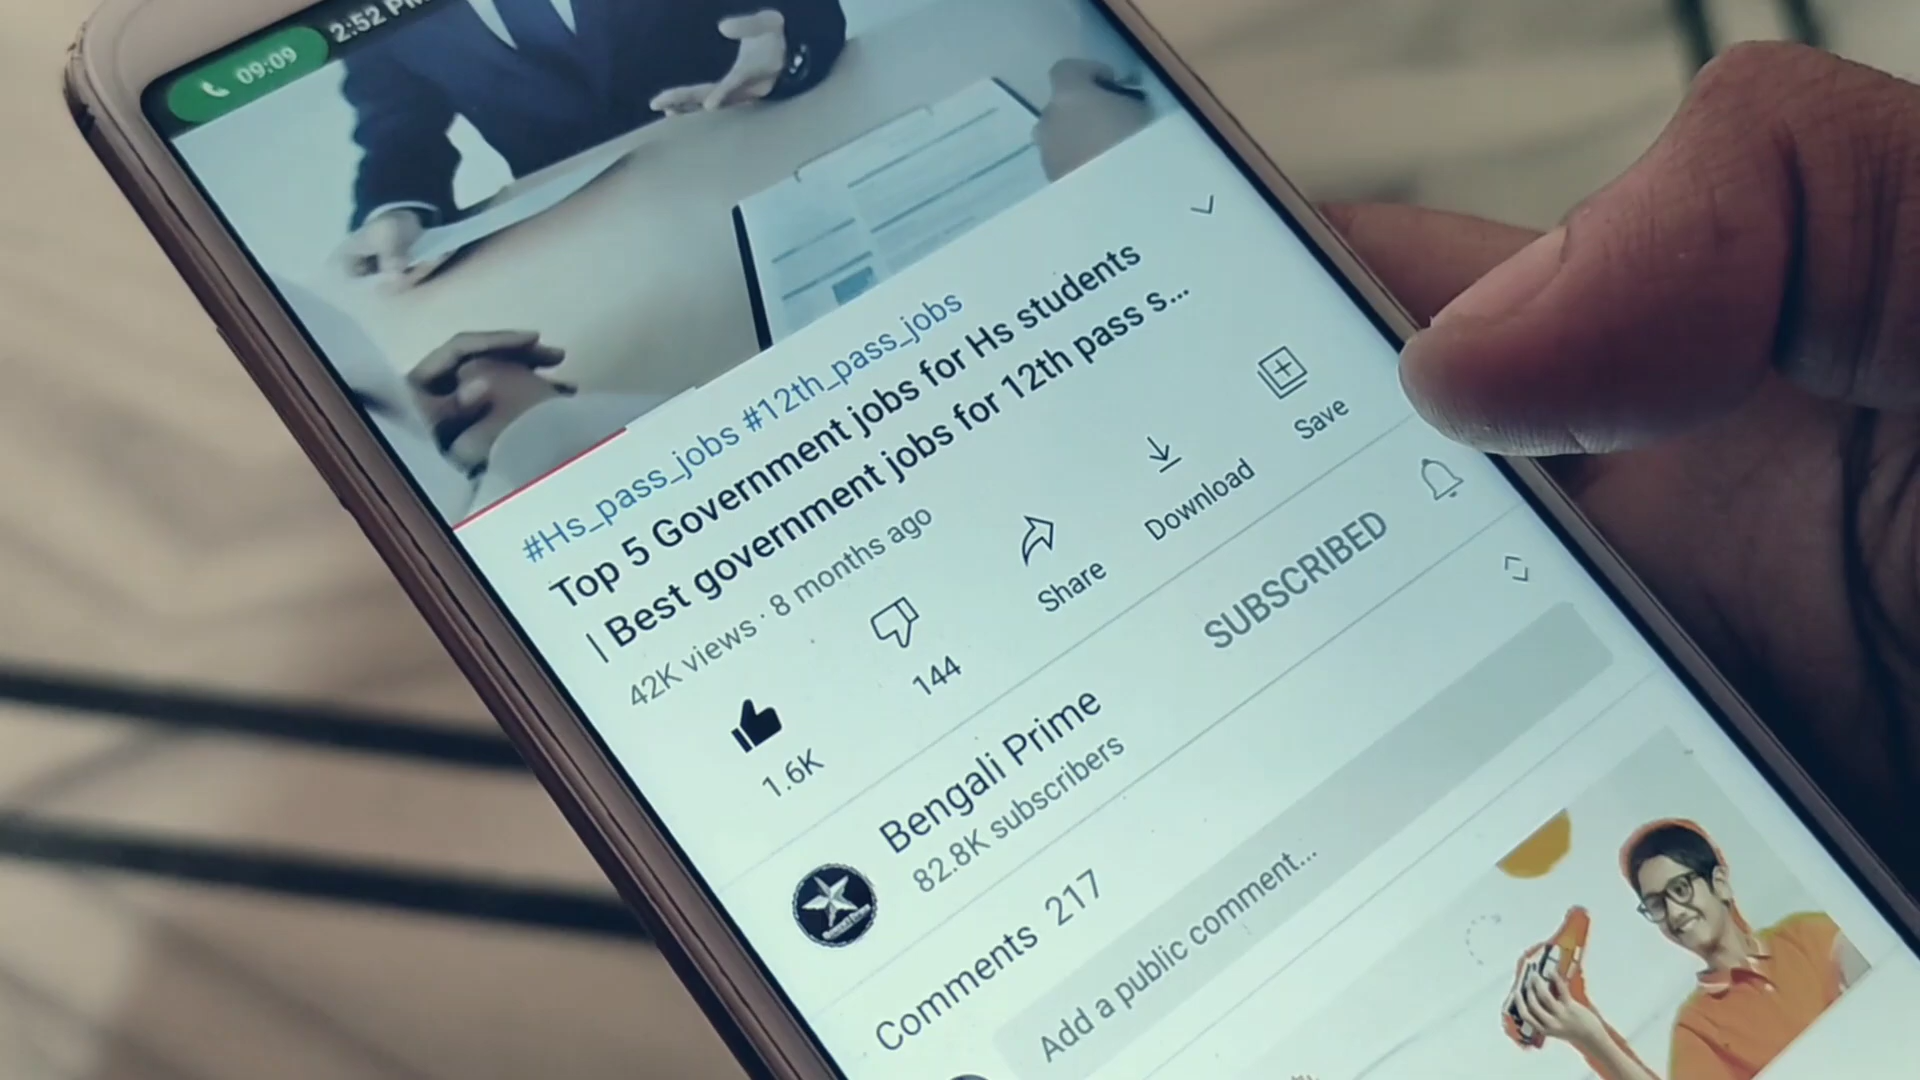 09:09 2:52 PM
#Hs_pass_jobs #12th_pass_jobs
Top 5 Government jobs for Hs students
| Best government jobs for 12th pass s...
42K views · 8 months ago
1.6K
144
Share
Download
Save
Bengali Prime
82.8K subscribers
SUBSCRIBED
Comments 217
Add a public comment...